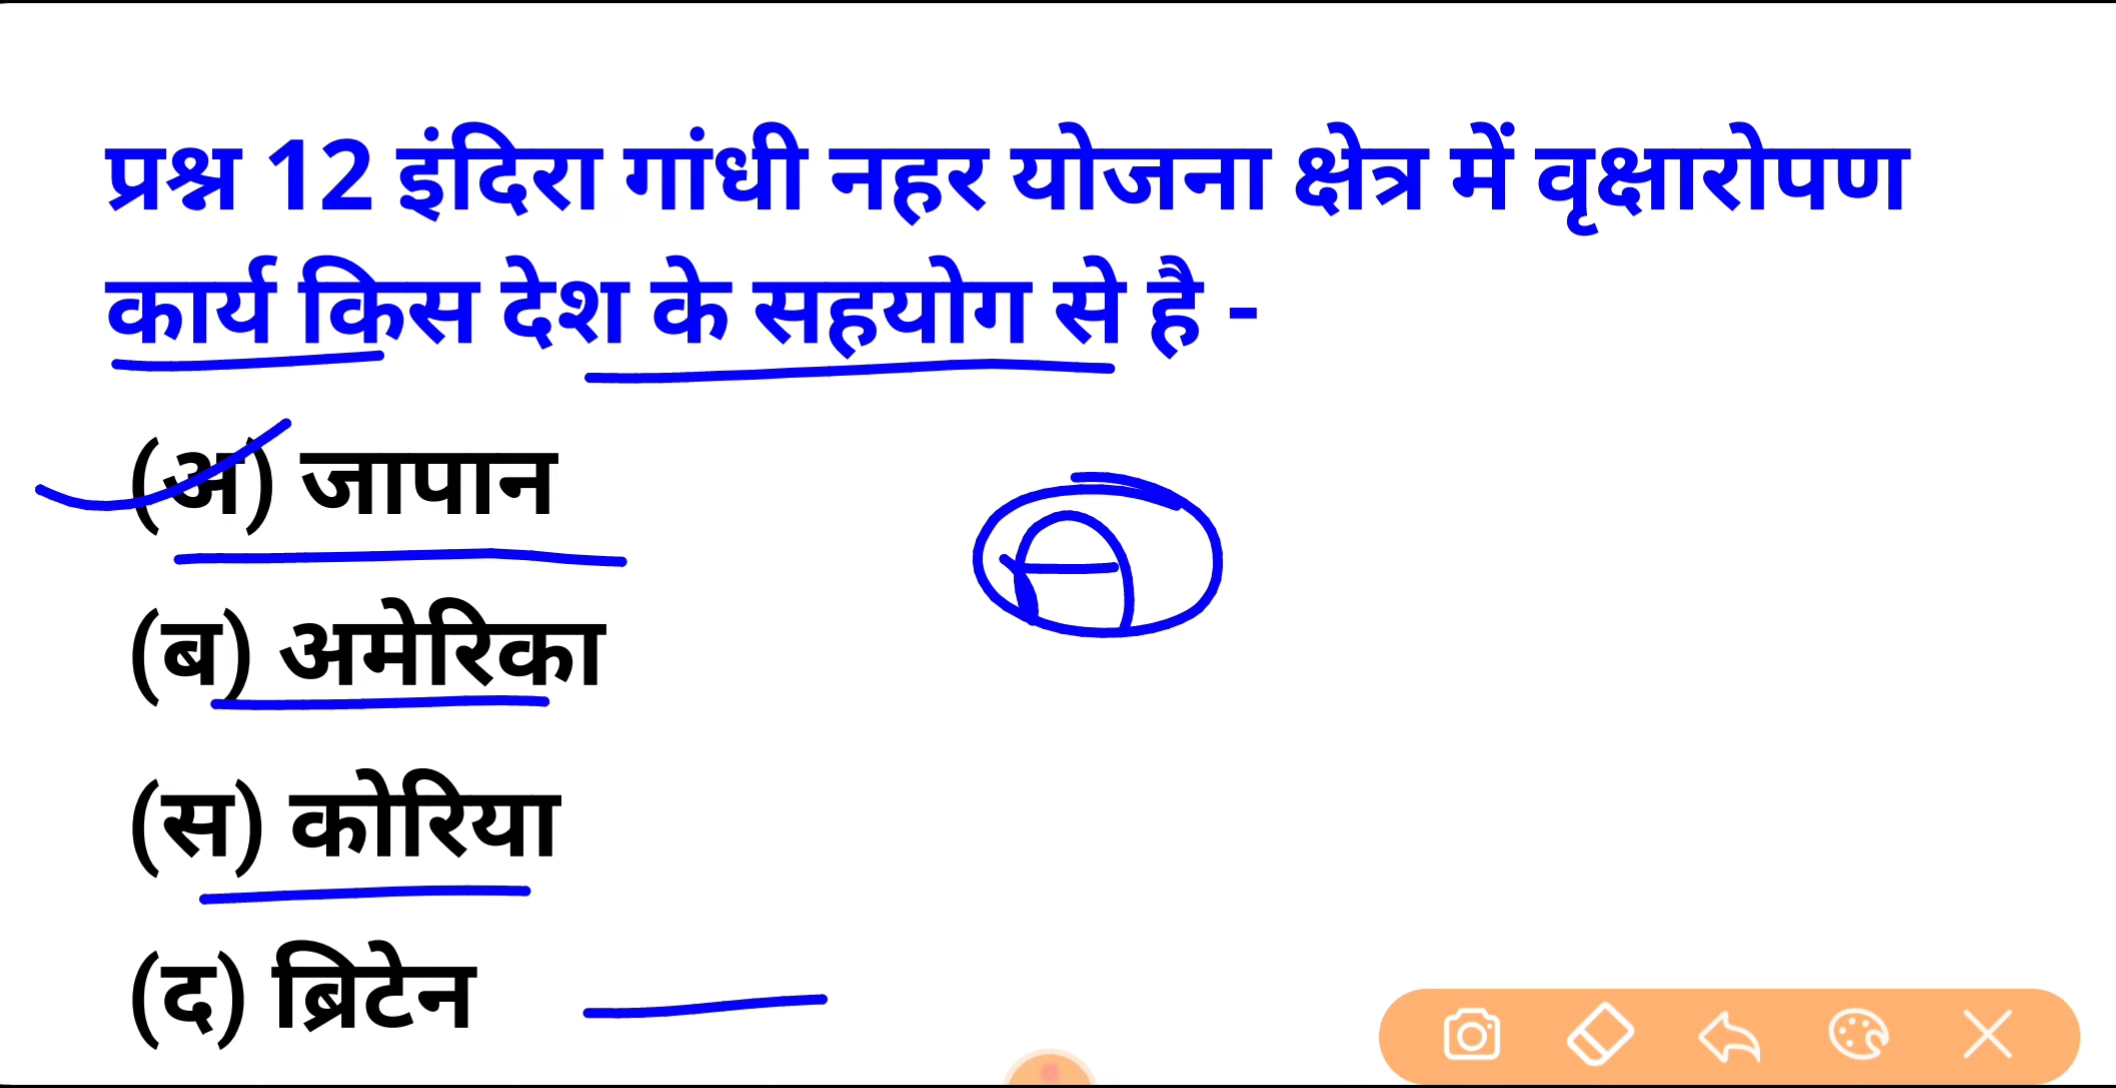 प्रश्न 12 इंदिरा गांधी नहर योजना क्षेत्र में वृक्षारोपण
कार्य किस देश के सहयोग से है -
(अ) जापान
(ब) अमेरिका
(स) कोरिया
(द) ब्रिटेन
A